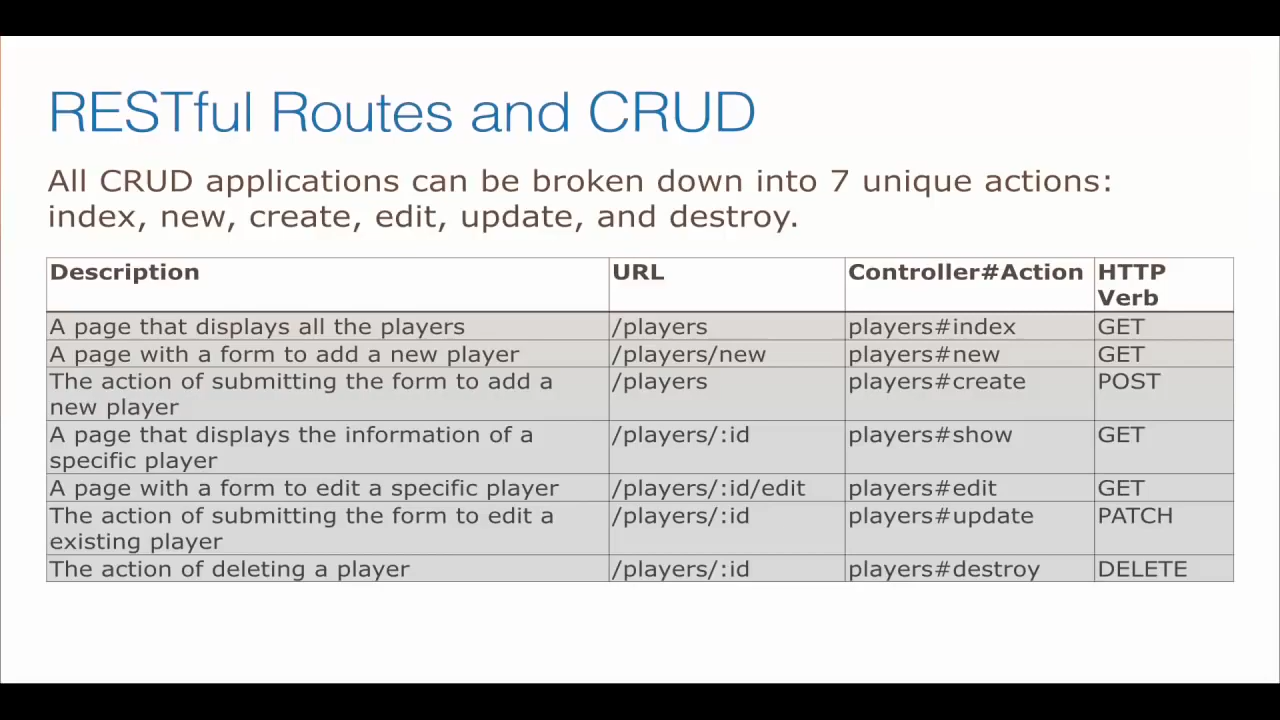 RESTful Routes and CRUD
All CRUD applications can be broken down into 7 unique actions:
index, new, create, edit, update, and destroy.
Description URL Controller#Action HTTP
Verb
A page that displays all the players /players players#index GET
A page with a form to add a new player /players/new players#new GET
The action of submitting the form to add a /players players#create POST
new player
A page that displays the information of a /players/:id players#show GET
specific player
A page with a form to edit a specific player /players/:id/edit players#edit GET
The action of submitting the form to edit a /players/:id players#update PATCH
existing player
The action of deleting a player /players/:id players#destroy DELETE